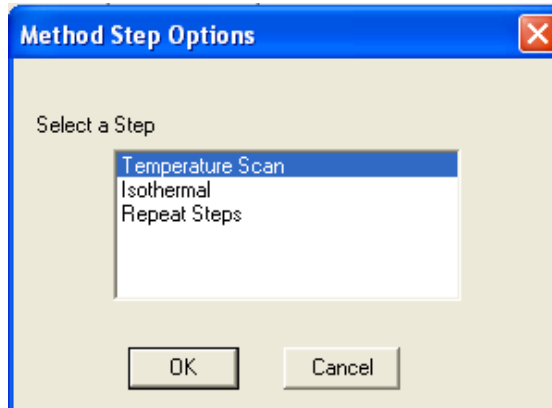 Method Step Options
Select a Step
Temperature Scan
Isothermal
Repeat Steps
OK
Cancel